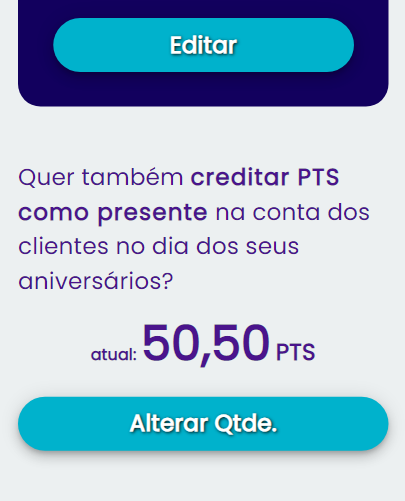 Editar
Quer também creditar PTS
como presente na conta dos
clientes no dia dos seus
aniversários?
atual: 50,50 PTS
Alterar Qtde.